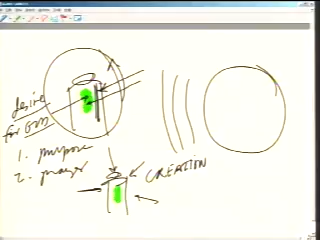 desire
for GOD
1. purpose
2. prayer
CREATION